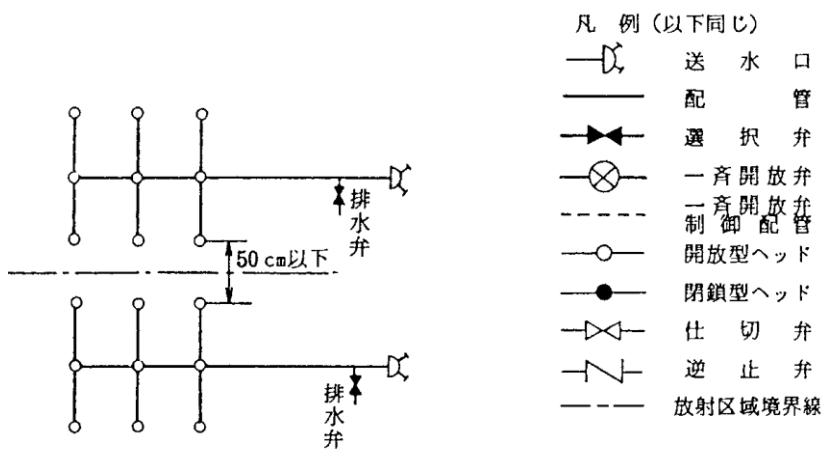 排水弁
50cm以下
排水弁
凡例（以下同じ）
送水口
配管
選択弁
一斉開放弁
一斉開放弁
制御配管
開放型ヘッド
閉鎖型ヘッド
仕切弁
逆止弁
放射区域境界線